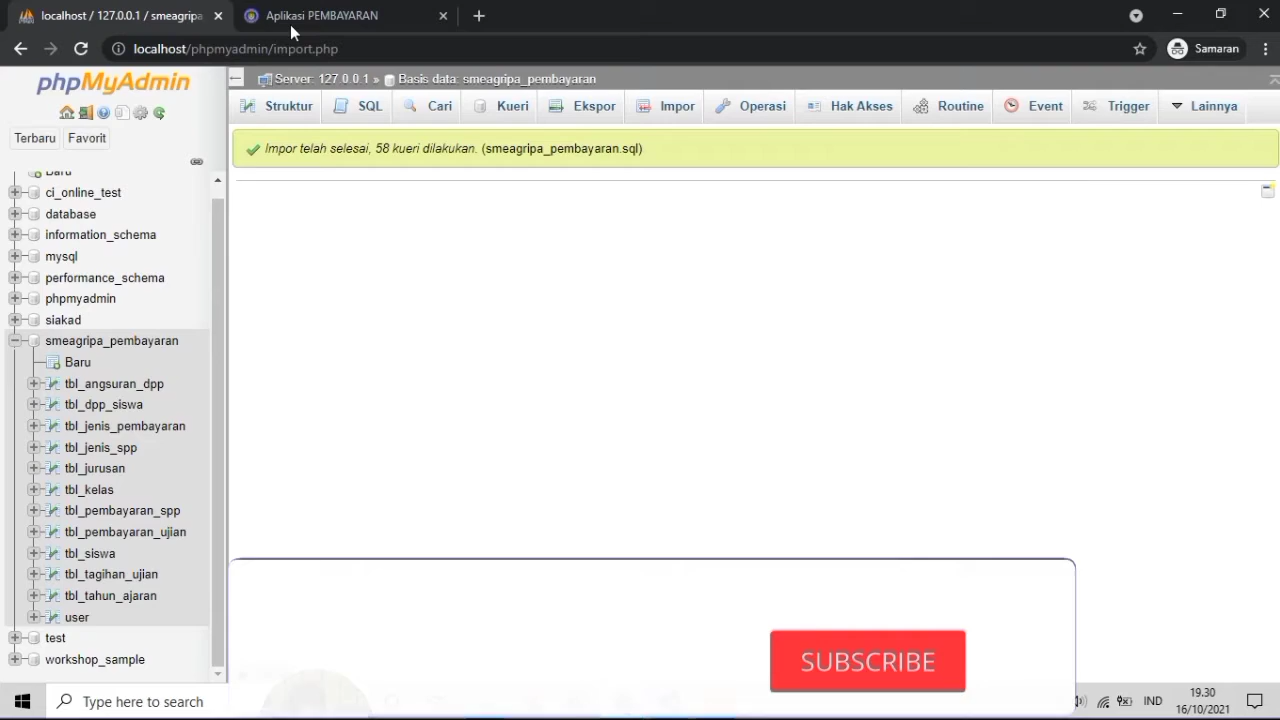 localhost / 127.0.0.1 / smeagripa
Aplikasi PEMBAYARAN
localhost/phpmyadmin/import.php
Samaran
phpMyAdmin
Terbaru
Favorit
Baru
ci_online_test
database
information_schema
mysql
performance_schema
phpmyadmin
siakad
smeagripa_pembayaran
Baru
tbl_angsuran_dpp
tbl_dpp_siswa
tbl_jenis_pembayaran
tbl_jenis_spp
tbl_jurusan
tbl_kelas
tbl_pembayaran_spp
tbl_pembayaran_ujian
tbl_siswa
tbl_tagihan_ujian
tbl_tahun_ajaran
user
test
workshop_sample
Server: 127.0.0.1 » Basis data: smeagripa_pembayaran
Struktur SQL Cari Kueri Ekspor Impor Operasi Hak Akses Routine Event Trigger Lainnya
Impor telah selesai, 58 kueri dilakukan. (smeagripa_pembayaran.sql)
SUBSCRIBE
Type here to search
IND
19.30
16/10/2021